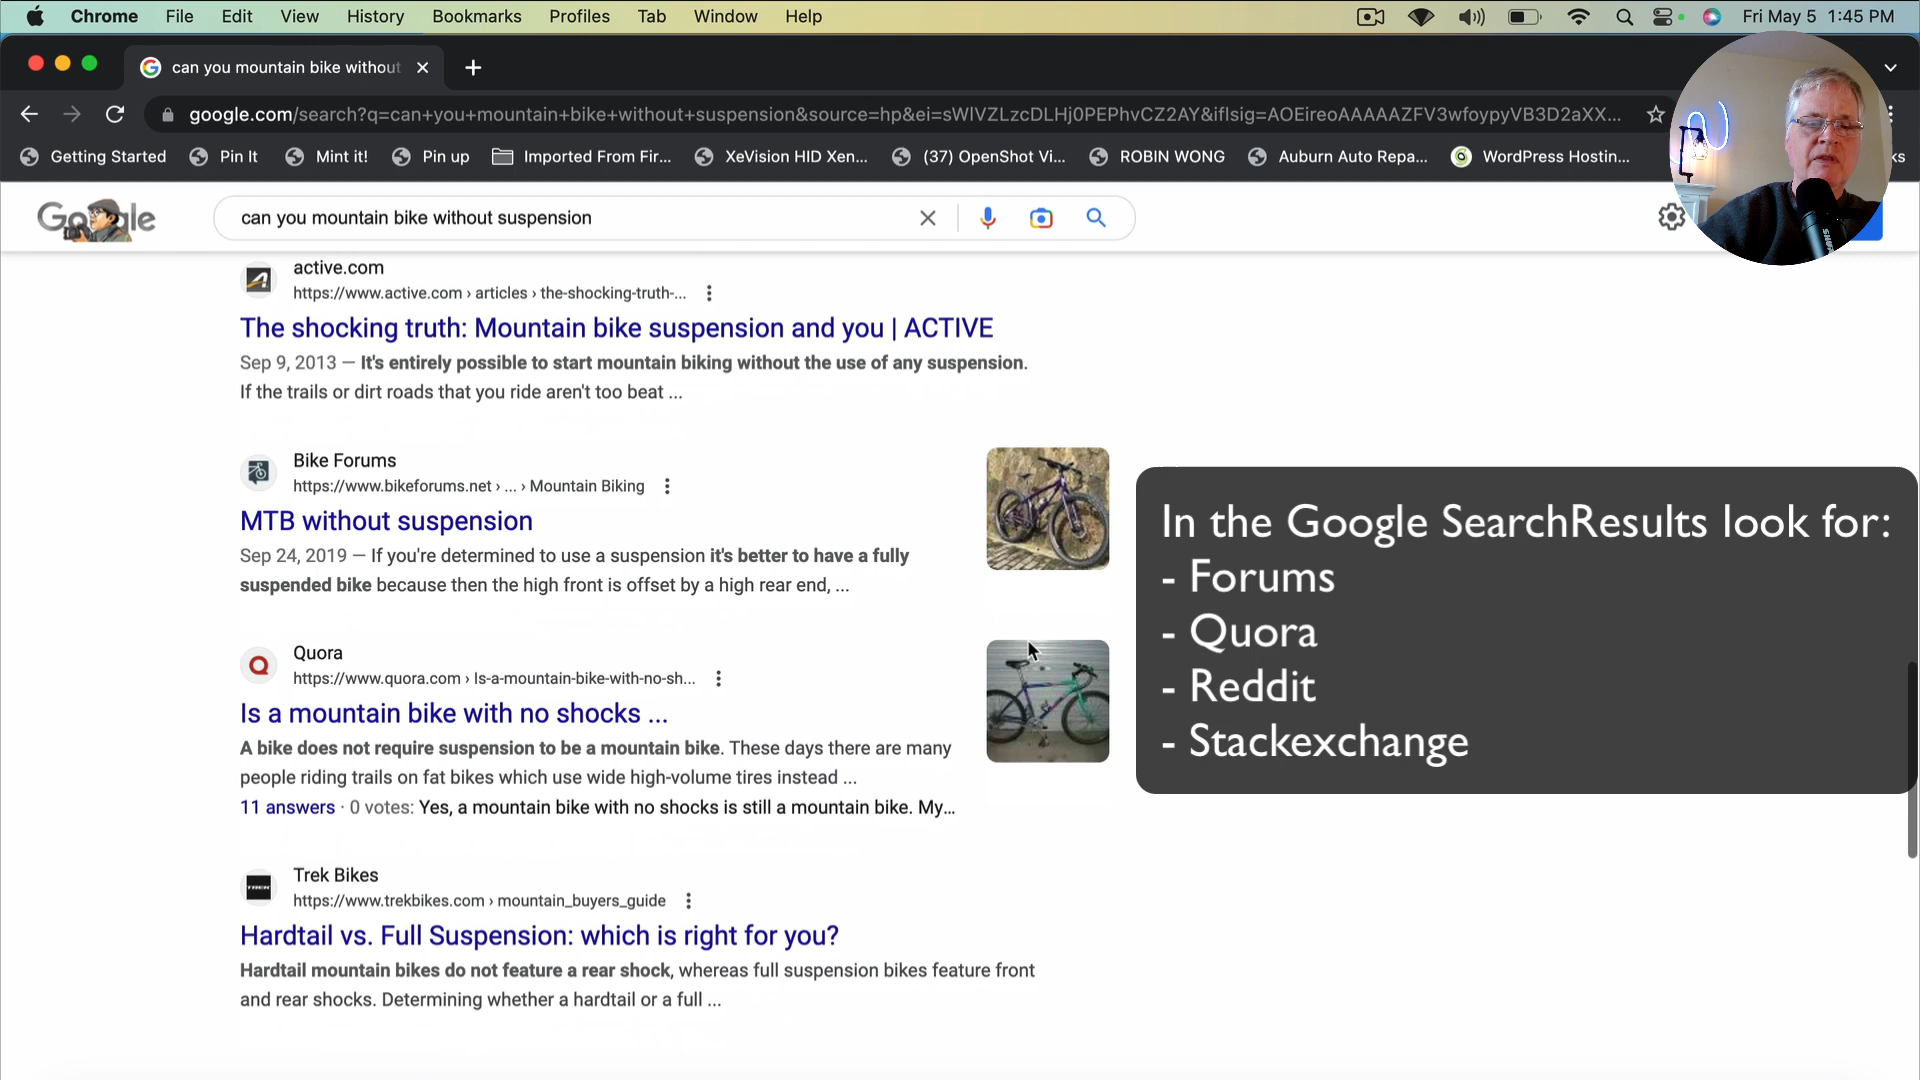 Chrome File Edit View History Bookmarks Profiles Tab Window Help Fri May 5 1:45 PM
can you mountain bike without
google.com/search?q=can+you+mountain+bike+without+suspension&source=hp&ei=sWlVZLzcDLHj0PEPhvCZ2AY&iflsig=AOEireoAAAAAZFV3wfoypyVB3D2aXX...
Getting Started Pin It Mint it! Pin up Imported From Fir... XeVision HID Xen... (37) OpenShot Vi... ROBIN WONG Auburn Auto Repa... WordPress Hostin... ks
Google can you mountain bike without suspension
active.com
https://www.active.com › articles › the-shocking-truth-...
The shocking truth: Mountain bike suspension and you | ACTIVE
Sep 9, 2013 — It's entirely possible to start mountain biking without the use of any suspension.
If the trails or dirt roads that you ride aren't too beat ...
Bike Forums
https://www.bikeforums.net › ... › Mountain Biking
MTB without suspension
Sep 24, 2019 — If you're determined to use a suspension it's better to have a fully
suspended bike because then the high front is offset by a high rear end, ...
Quora
https://www.quora.com › Is-a-mountain-bike-with-no-sh...
Is a mountain bike with no shocks ...
A bike does not require suspension to be a mountain bike. These days there are many
people riding trails on fat bikes which use wide high-volume tires instead ...
11 answers · 0 votes: Yes, a mountain bike with no shocks is still a mountain bike. My...
Trek Bikes
https://www.trekbikes.com › mountain_buyers_guide
Hardtail vs. Full Suspension: which is right for you?
Hardtail mountain bikes do not feature a rear shock, whereas full suspension bikes feature front
and rear shocks. Determining whether a hardtail or a full ...
In the Google SearchResults look for:
- Forums
- Quora
- Reddit
- Stackexchange